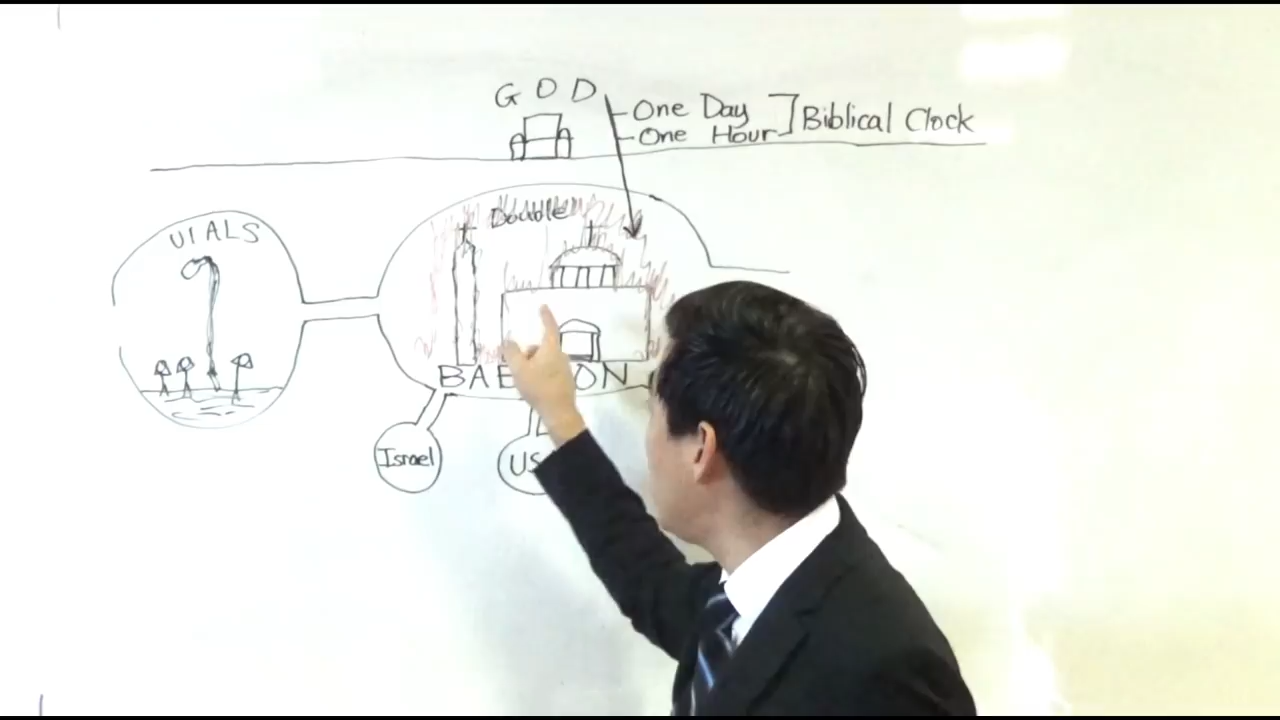 GOD
One Day
One Hour
Biblical Clock
Double
VIALS
Israel